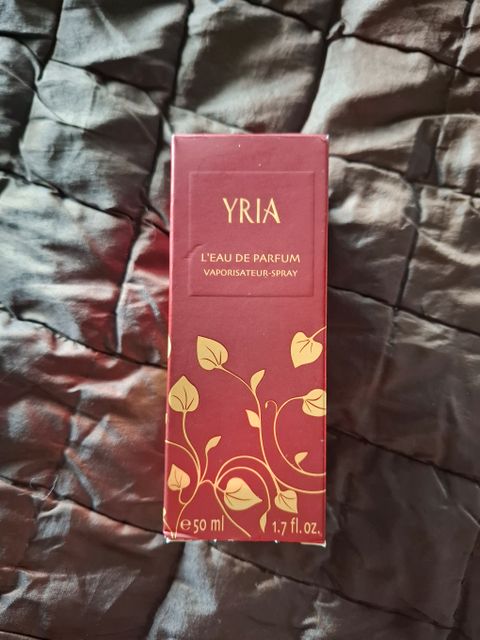 YRIA
L'EAU DE PARFUM
VAPORISATEUR-SPRAY
℮50 ml 1.7 fl.oz.